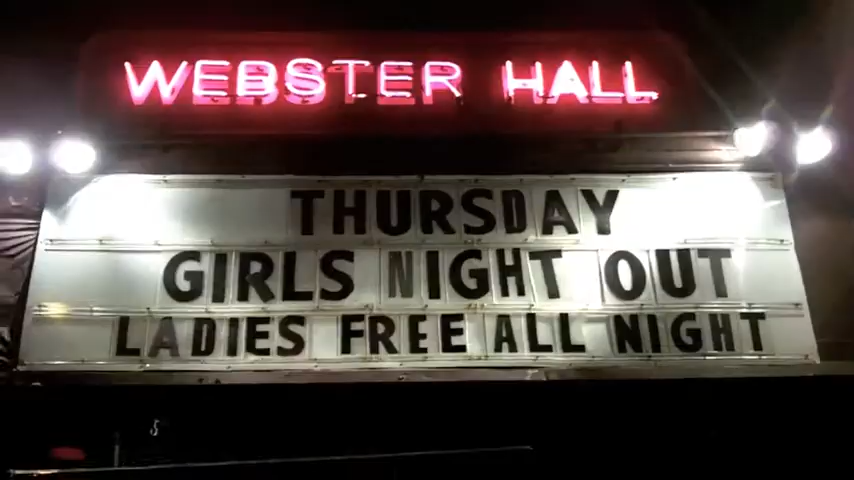 WEBSTER HALL
THURSDAY
GIRLS NIGHT OUT
LADIES FREE ALL NIGHT